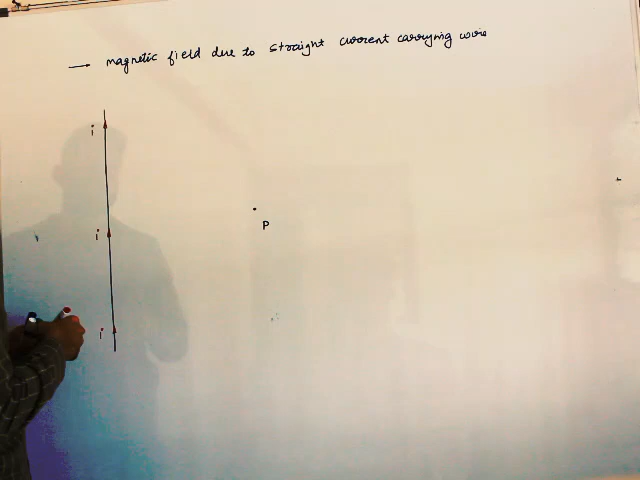 → magnetic field due to straight current carrying wire
i
i
P
i